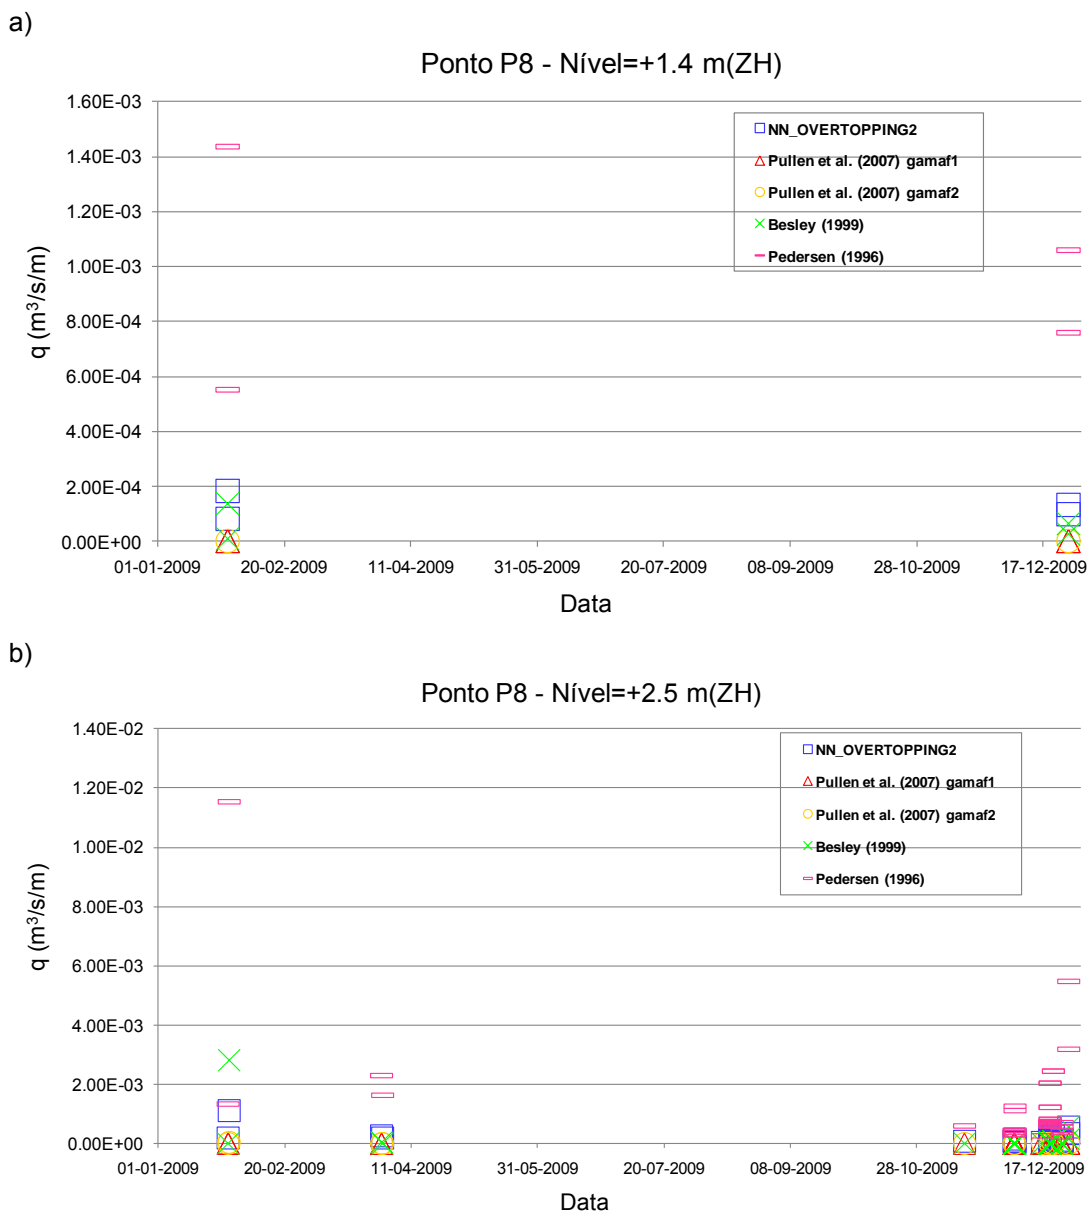 a)
Ponto P8 - Nível=+1.4 m(ZH)
1.60E-03
1.40E-03
1.20E-03
1.00E-03
8.00E-04
6.00E-04
4.00E-04
2.00E-04
0.00E+00
q (m³/s/m)
NN_OVERTOPPING2
Pullen et al. (2007) gamaf1
Pullen et al. (2007) gamaf2
Besley (1999)
Pedersen (1996)
01-01-2009 20-02-2009 11-04-2009 31-05-2009 20-07-2009 08-09-2009 28-10-2009 17-12-2009
Data
b)
Ponto P8 - Nível=+2.5 m(ZH)
1.40E-02
1.20E-02
1.00E-02
8.00E-03
6.00E-03
4.00E-03
2.00E-03
0.00E+00
q (m³/s/m)
NN_OVERTOPPING2
Pullen et al. (2007) gamaf1
Pullen et al. (2007) gamaf2
Besley (1999)
Pedersen (1996)
01-01-2009 20-02-2009 11-04-2009 31-05-2009 20-07-2009 08-09-2009 28-10-2009 17-12-2009
Data